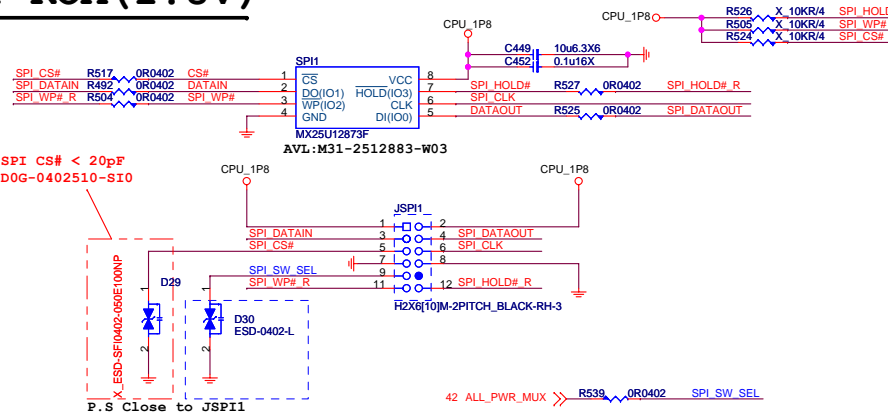 CPU_1P8
CPU_1P8
R526 X_10KR/4 SPI_HOLD
R505 X_10KR/4 SPI_WP#
R524 X_10KR/4 SPI_CS#
C449 10u6.3X6
C452 0.1u16X
SPI1
SPI_CS# R517 0R0402 CS# 1 CS VCC 8
SPI_DATAIN R492 0R0402 DATAIN 2 DO(IO1) HOLD(IO3) 7 SPI_HOLD# R527 0R0402 SPI_HOLD#_R
SPI_WP#_R R504 0R0402 SPI_WP# 3 WP(IO2) CLK 6 SPI_CLK
4 GND DI(IO0) 5 DATAOUT R525 0R0402 SPI_DATAOUT
MX25U12873F
AVL:M31-2512883-W03
SPI CS# < 20pF
D0G-0402510-SI0
CPU_1P8
CPU_1P8
JSPI1
1 2
SPI_DATAIN 3 4 SPI_DATAOUT
SPI_CS# 5 6 SPI_CLK
7 8
SPI_SW_SEL 9
SPI_WP#_R 11 12 SPI_HOLD#_R
H2X6[10]M-2PITCH_BLACK-RH-3
X_ESD-SFI0402-050E100NP
1
D29
2
1
D30
ESD-0402-L
2
P.S Close to JSPI1
42 ALL_PWR_MUX R539 0R0402 SPI_SW_SEL